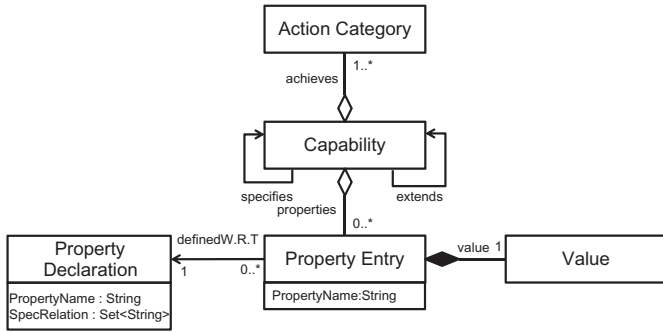 Action Category
achieves
1..*
Capability
specifies
extends
properties
0..*
Property
Declaration
PropertyName : String
SpecRelation : Set<String>
definedW.R.T
1
0..*
Property Entry
PropertyName:String
value 1
Value